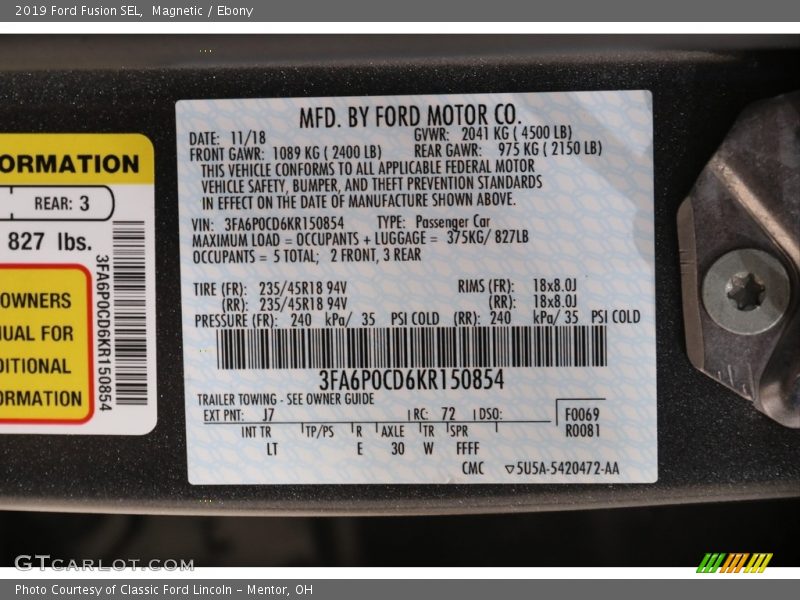 2019 Ford Fusion SEL, Magnetic / Ebony
ORMATION
REAR: 3
827 lbs.
OWNERS
UAL FOR
DITIONAL
ORMATION
3FA6P0CD6KR150854
MFD. BY FORD MOTOR CO.
DATE: 11/18 GVWR: 2041 KG ( 4500 LB)
FRONT GAWR: 1089 KG ( 2400 LB) REAR GAWR: 975 KG ( 2150 LB)
THIS VEHICLE CONFORMS TO ALL APPLICABLE FEDERAL MOTOR
VEHICLE SAFETY, BUMPER, AND THEFT PREVENTION STANDARDS
IN EFFECT ON THE DATE OF MANUFACTURE SHOWN ABOVE.
VIN: 3FA6P0CD6KR150854 TYPE: Passenger Car
MAXIMUM LOAD = OCCUPANTS + LUGGAGE = 375KG/ 827LB
OCCUPANTS = 5 TOTAL; 2 FRONT, 3 REAR
TIRE (FR): 235/45R18 94V RIMS (FR): 18x8.0J
(RR): 235/45R18 94V (RR): 18x8.0J
PRESSURE (FR): 240 kPa/ 35 PSI COLD (RR): 240 kPa/ 35 PSI COLD
3FA6P0CD6KR150854
TRAILER TOWING - SEE OWNER GUIDE
EXT PNT: J7 RC: 72 DSO: F0069
INT TR TP/PS R AXLE TR SPR R0081
LT E 30 W FFFF
CMC ▽5U5A-5420472-AA
GTCARLOT.COM
Photo Courtesy of Classic Ford Lincoln - Mentor, OH